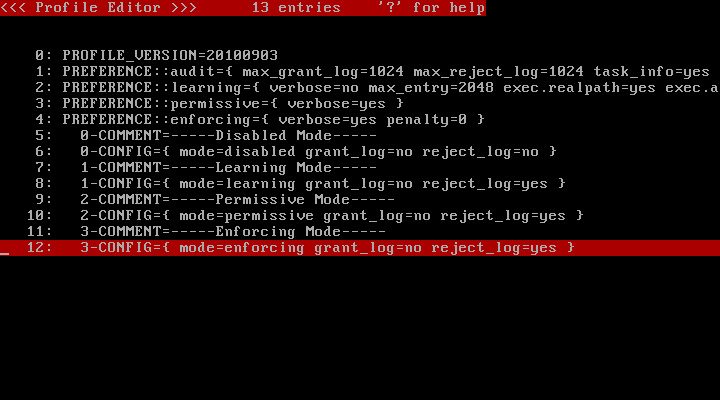 <<< Profile Editor >>>      13 entries    '?' for help
0: PROFILE_VERSION=20100903
1: PREFERENCE::audit={ max_grant_log=1024 max_reject_log=1024 task_info=yes
2: PREFERENCE::learning={ verbose=no max_entry=2048 exec.realpath=yes exec.a
3: PREFERENCE::permissive={ verbose=yes }
4: PREFERENCE::enforcing={ verbose=yes penalty=0 }
5:   0-COMMENT=-----Disabled Mode-----
6:   0-CONFIG={ mode=disabled grant_log=no reject_log=no }
7:   1-COMMENT=-----Learning Mode-----
8:   1-CONFIG={ mode=learning grant_log=no reject_log=yes }
9:   2-COMMENT=-----Permissive Mode-----
10:   2-CONFIG={ mode=permissive grant_log=no reject_log=yes }
11:   3-COMMENT=-----Enforcing Mode-----
12:   3-CONFIG={ mode=enforcing grant_log=no reject_log=yes }